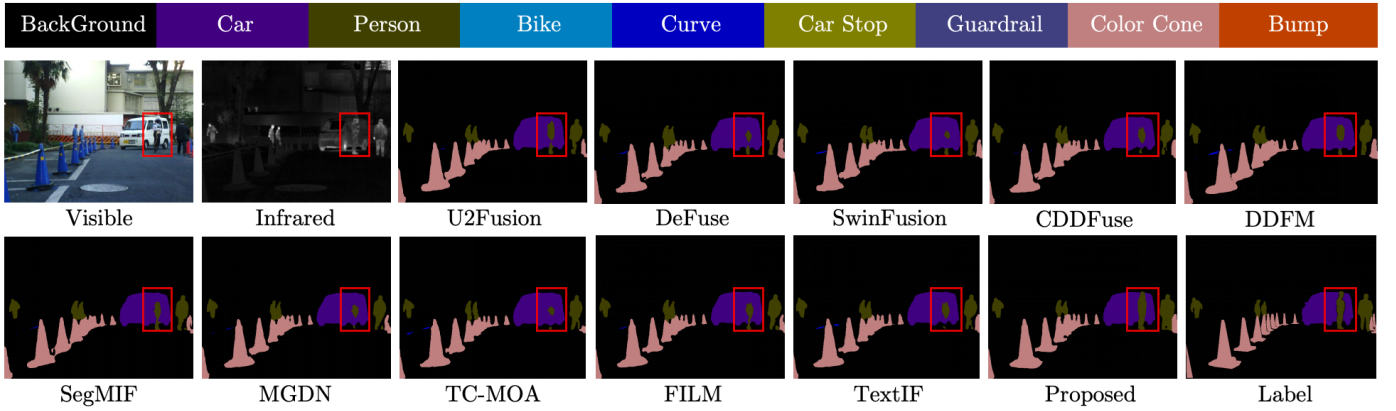 BackGround Car Person Bike Curve Car Stop Guardrail Color Cone Bump
Visible Infrared U2Fusion DeFuse SwinFusion CDDFuse DDFM
SegMIF MGDN TC-MOA FILM TextIF Proposed Label